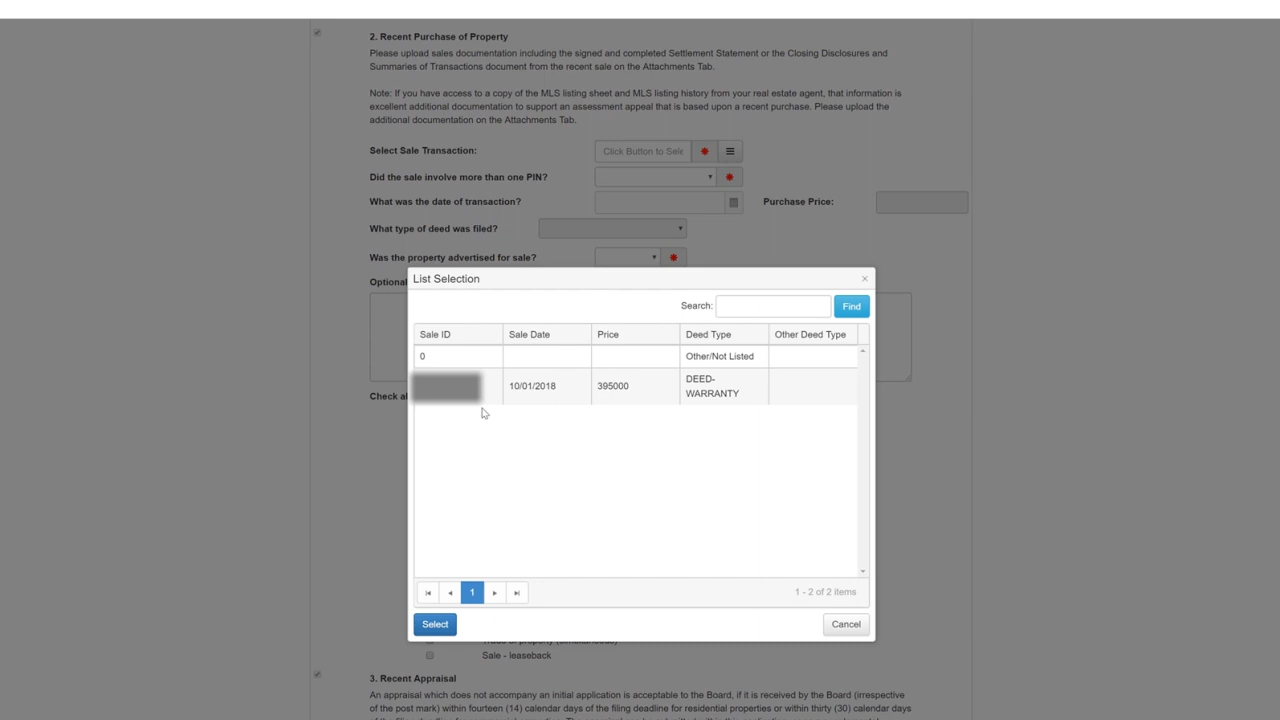 2. Recent Purchase of Property
Please upload sales documentation including the signed and completed Settlement Statement or the Closing Disclosures and
Summaries of Transactions document from the recent sale on the Attachments Tab.
Note: If you have access to a copy of the MLS listing sheet and MLS listing history from your real estate agent, that information is
excellent additional documentation to support an assessment appeal that is based upon a recent purchase. Please upload the
additional documentation on the Attachments Tab.
Select Sale Transaction: Click Button to Sele
Did the sale involve more than one PIN?
What was the date of transaction? Purchase Price:
What type of deed was filed?
Was the property advertised for sale?
Optional
Check al
List Selection
Search: Find
Sale ID Sale Date Price Deed Type Other Deed Type
0 Other/Not Listed
10/01/2018 395000 DEED-
WARRANTY
1 1 - 2 of 2 items
Select Cancel
Sale - leaseback
3. Recent Appraisal
An appraisal which does not accompany an initial application is acceptable to the Board, if it is received by the Board (irrespective
of the post mark) within fourteen (14) calendar days of the filing deadline for residential properties or within thirty (30) calendar days